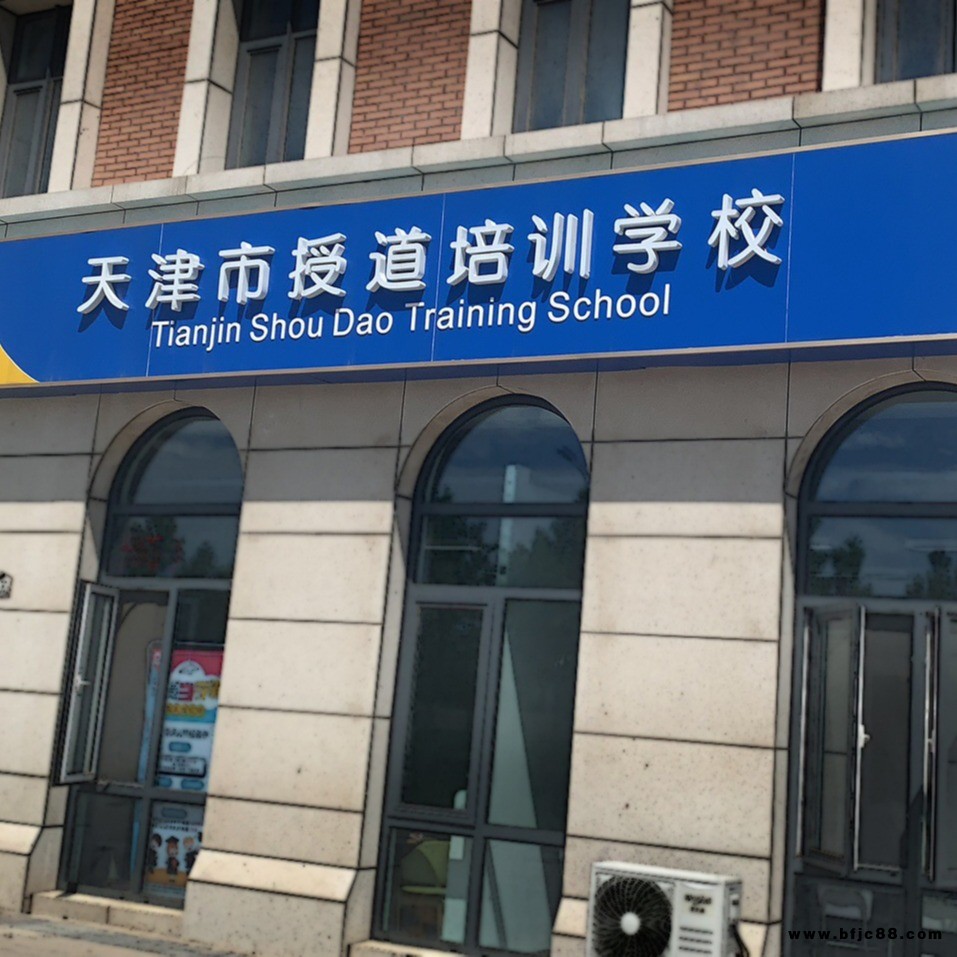 天津市授道培训学校
Tianjin Shou Dao Training School
www.bfjc88.com